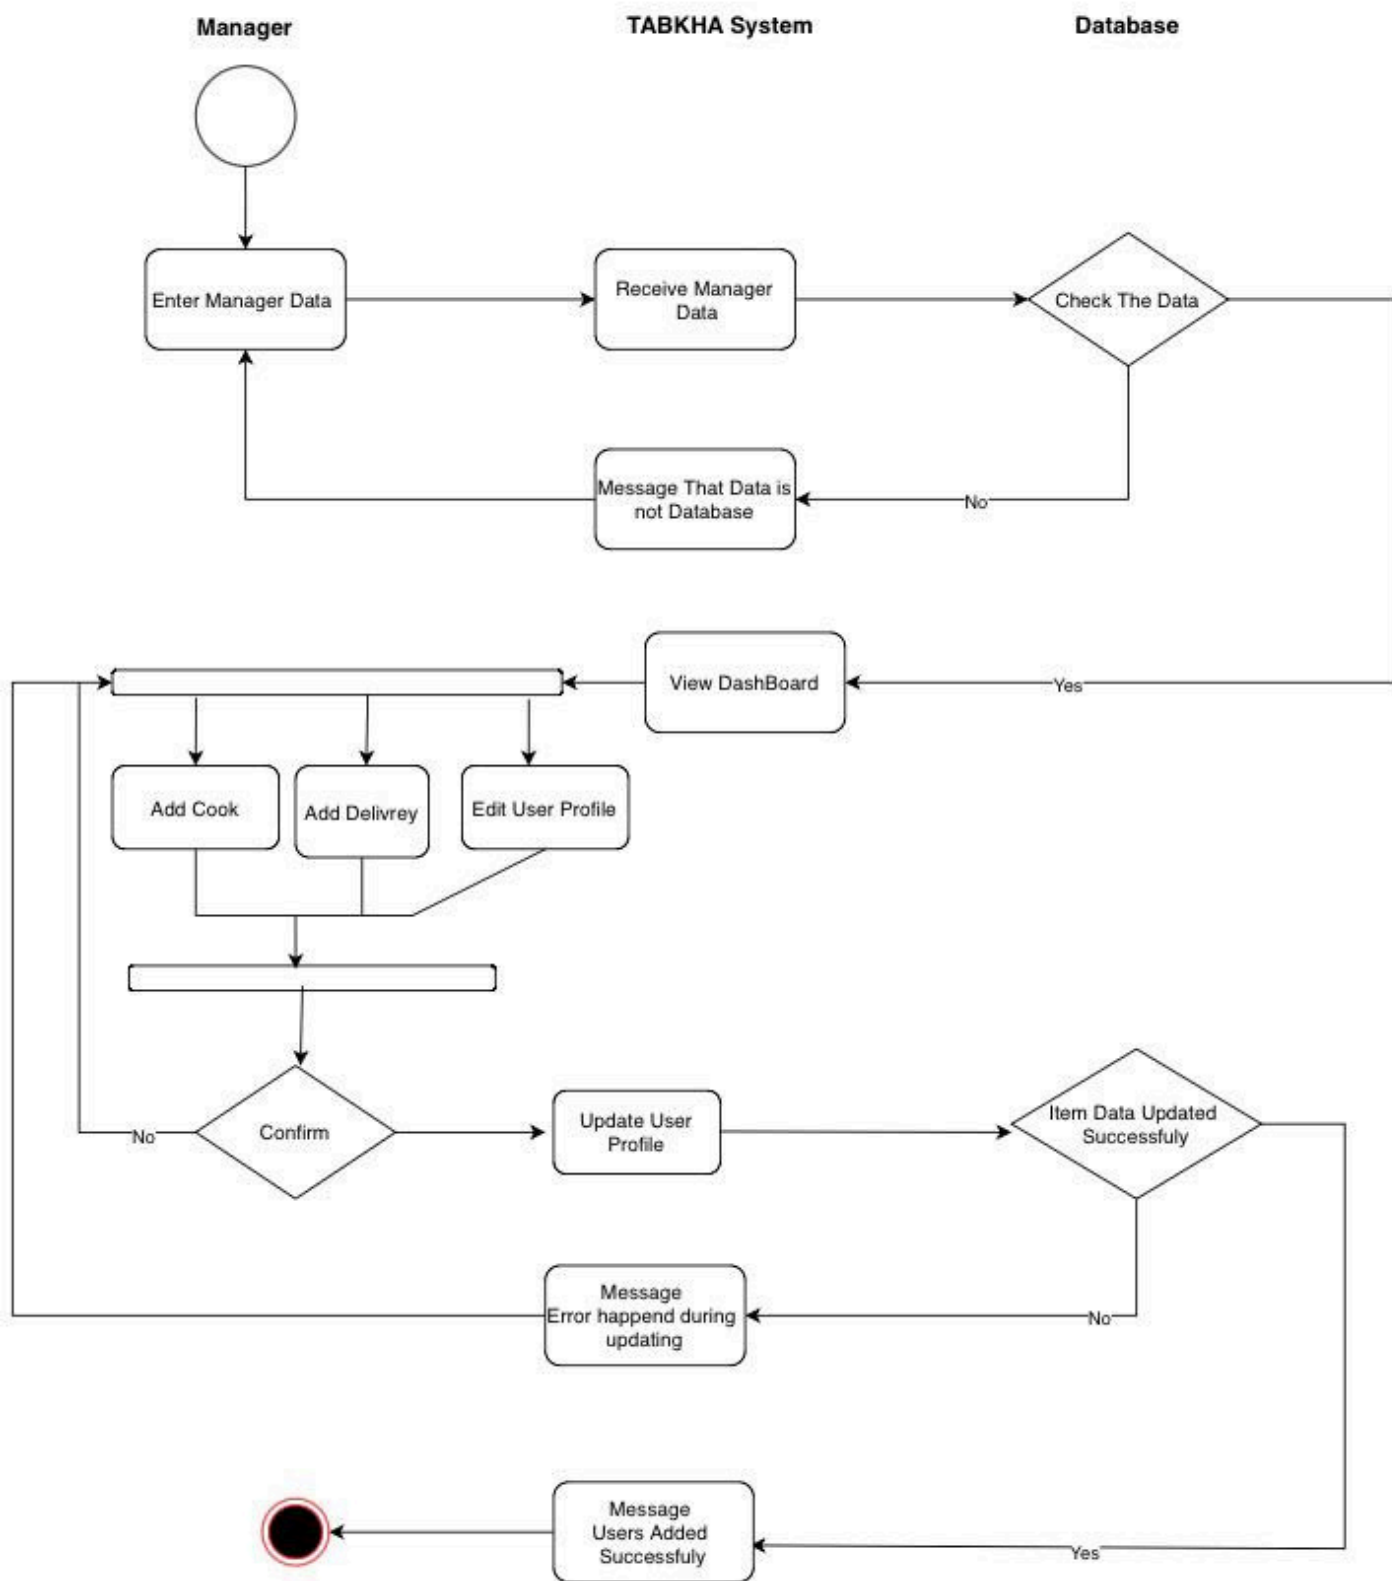 Manager
TABKHA System
Database
Enter Manager Data
Receive Manager
Data
Check The Data
Message That Data is
not Database
No
View DashBoard
Yes
Add Cook
Add Delivrey
Edit User Profile
Confirm
No
Update User
Profile
Item Data Updated
Successfuly
Message
Error happend during
updating
No
Message
Users Added
Successfuly
Yes